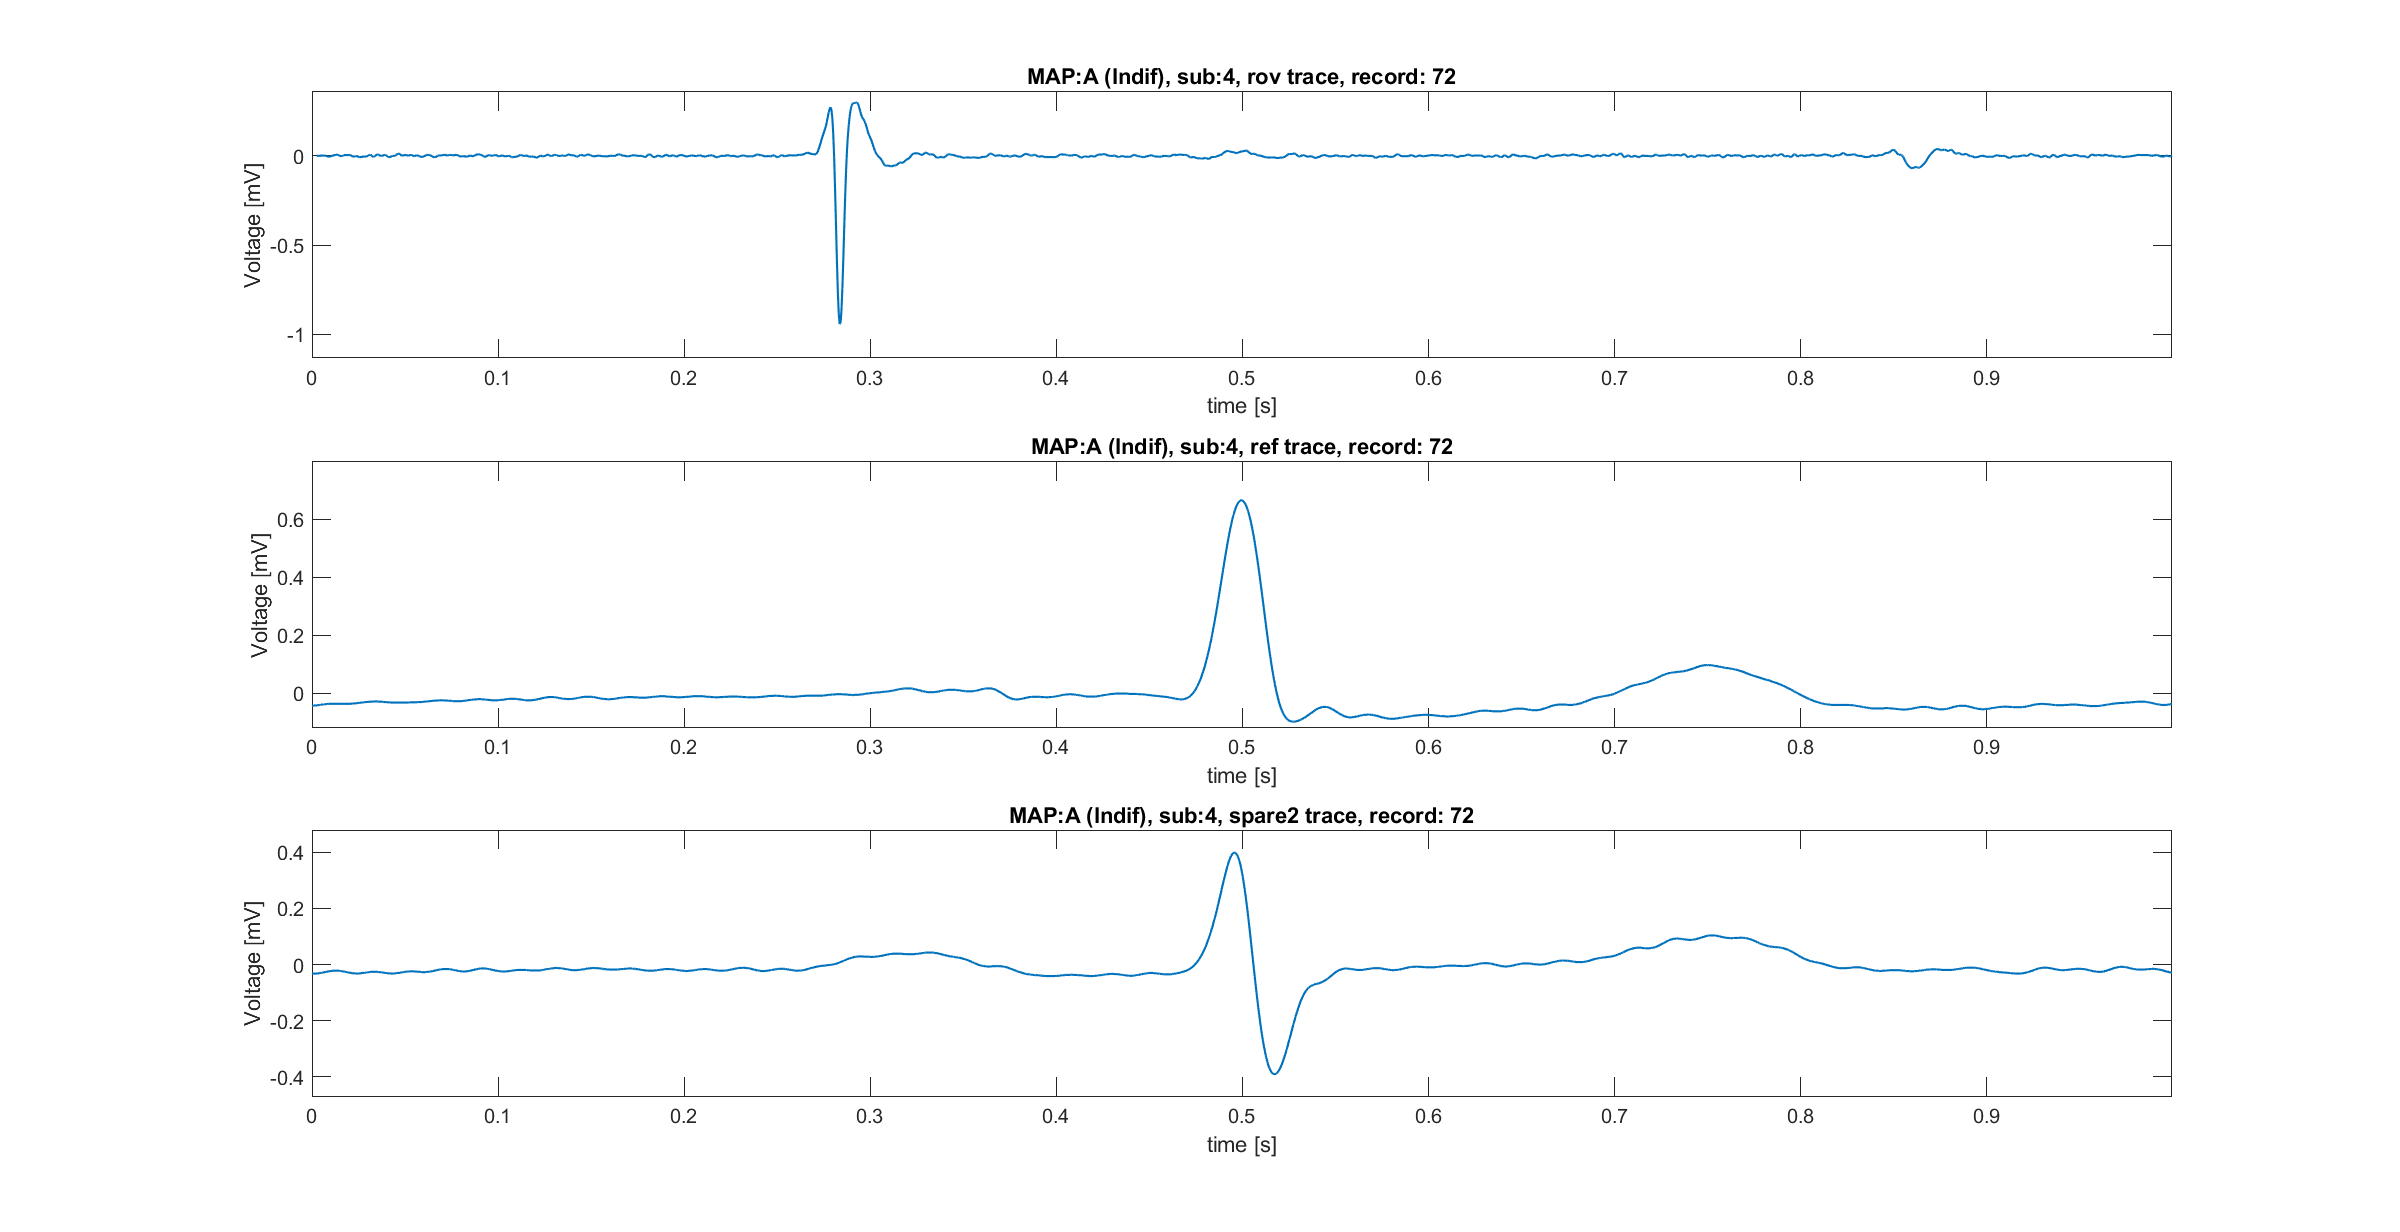 MAP:A (Indif), sub:4, rov trace, record: 72
Voltage [mV]
0
-0.5
-1
0 0.1 0.2 0.3 0.4 0.5 0.6 0.7 0.8 0.9
time [s]
MAP:A (Indif), sub:4, ref trace, record: 72
Voltage [mV]
0.6
0.4
0.2
0
0 0.1 0.2 0.3 0.4 0.5 0.6 0.7 0.8 0.9
time [s]
MAP:A (Indif), sub:4, spare2 trace, record: 72
Voltage [mV]
0.4
0.2
0
-0.2
-0.4
0 0.1 0.2 0.3 0.4 0.5 0.6 0.7 0.8 0.9
time [s]